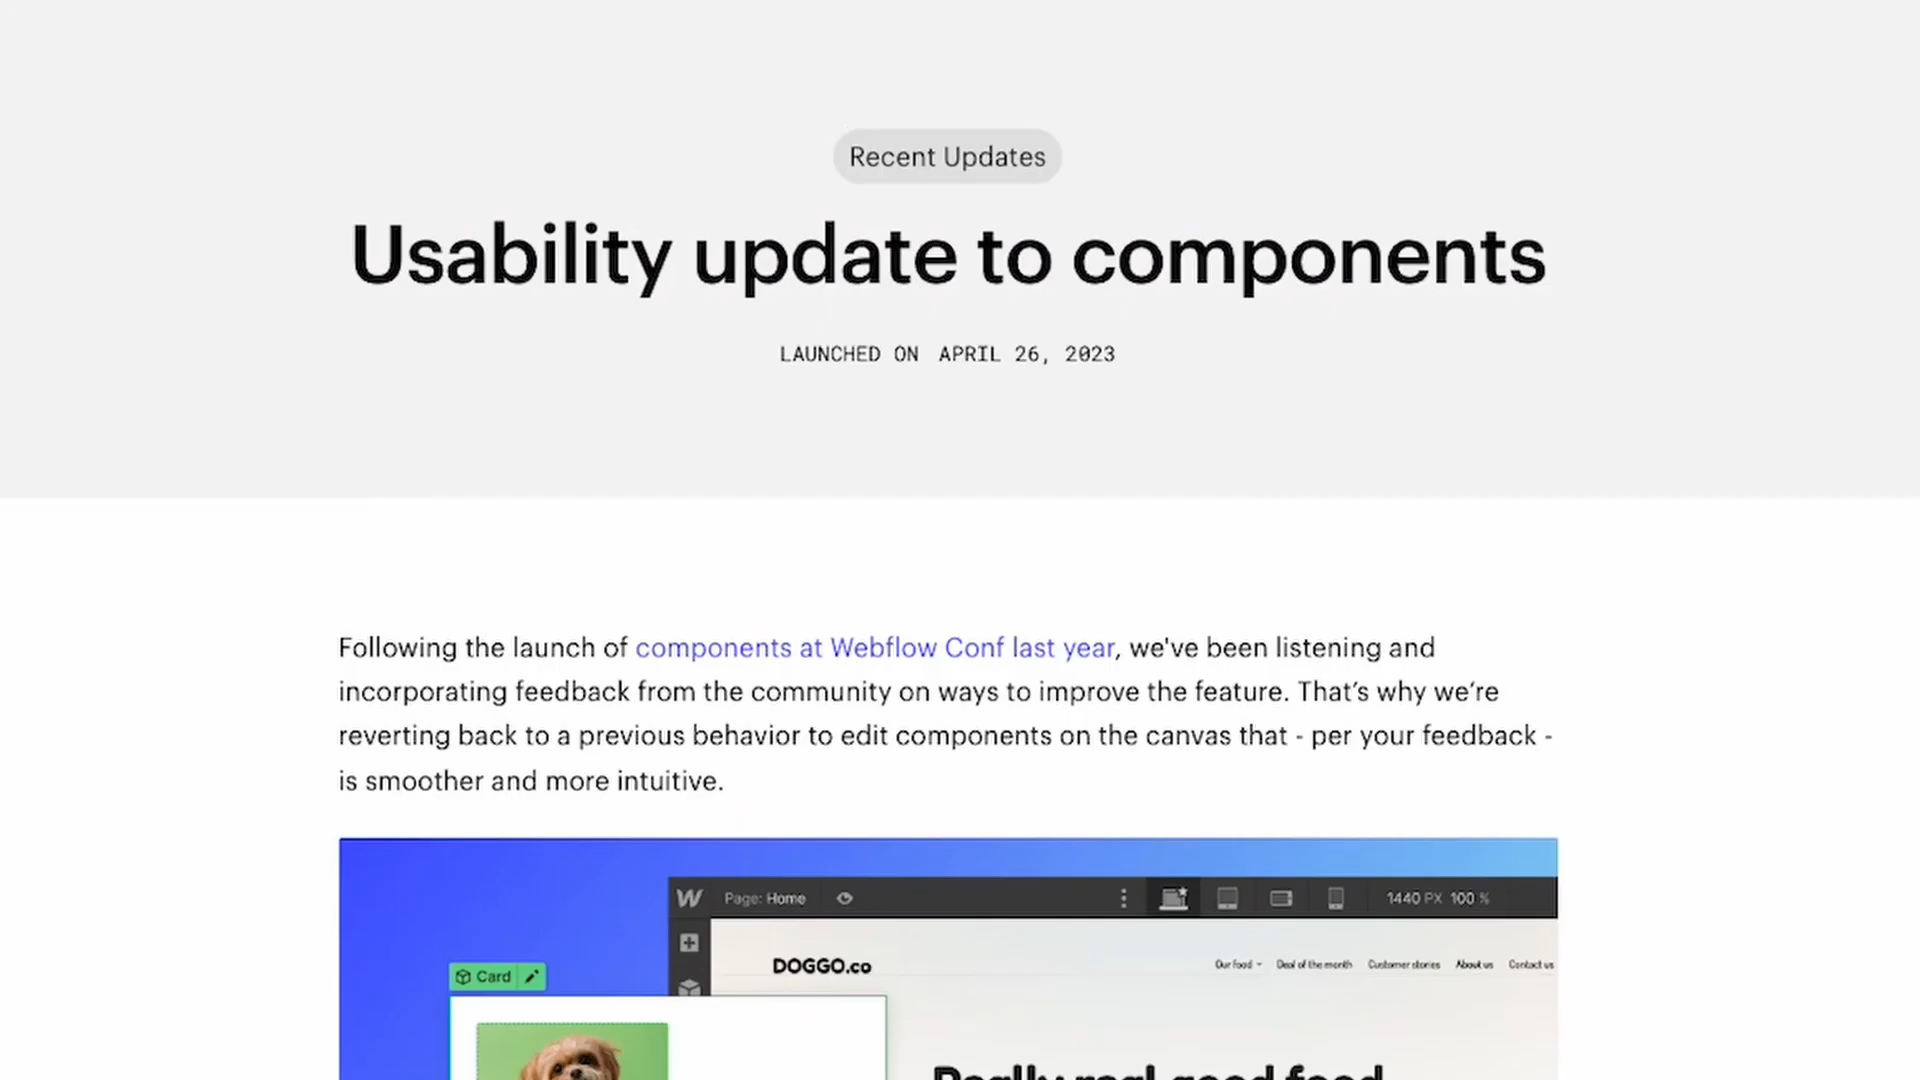 Recent Updates
Usability update to components
LAUNCHED ON APRIL 26, 2023
Following the launch of components at Webflow Conf last year, we've been listening and
incorporating feedback from the community on ways to improve the feature. That’s why we’re
reverting back to a previous behavior to edit components on the canvas that - per your feedback -
is smoother and more intuitive.
W Page: Home 1440 PX 100 %
DOGGO.co Our food Deal of the month Customer stories About us Contact us
Card
Really real good food